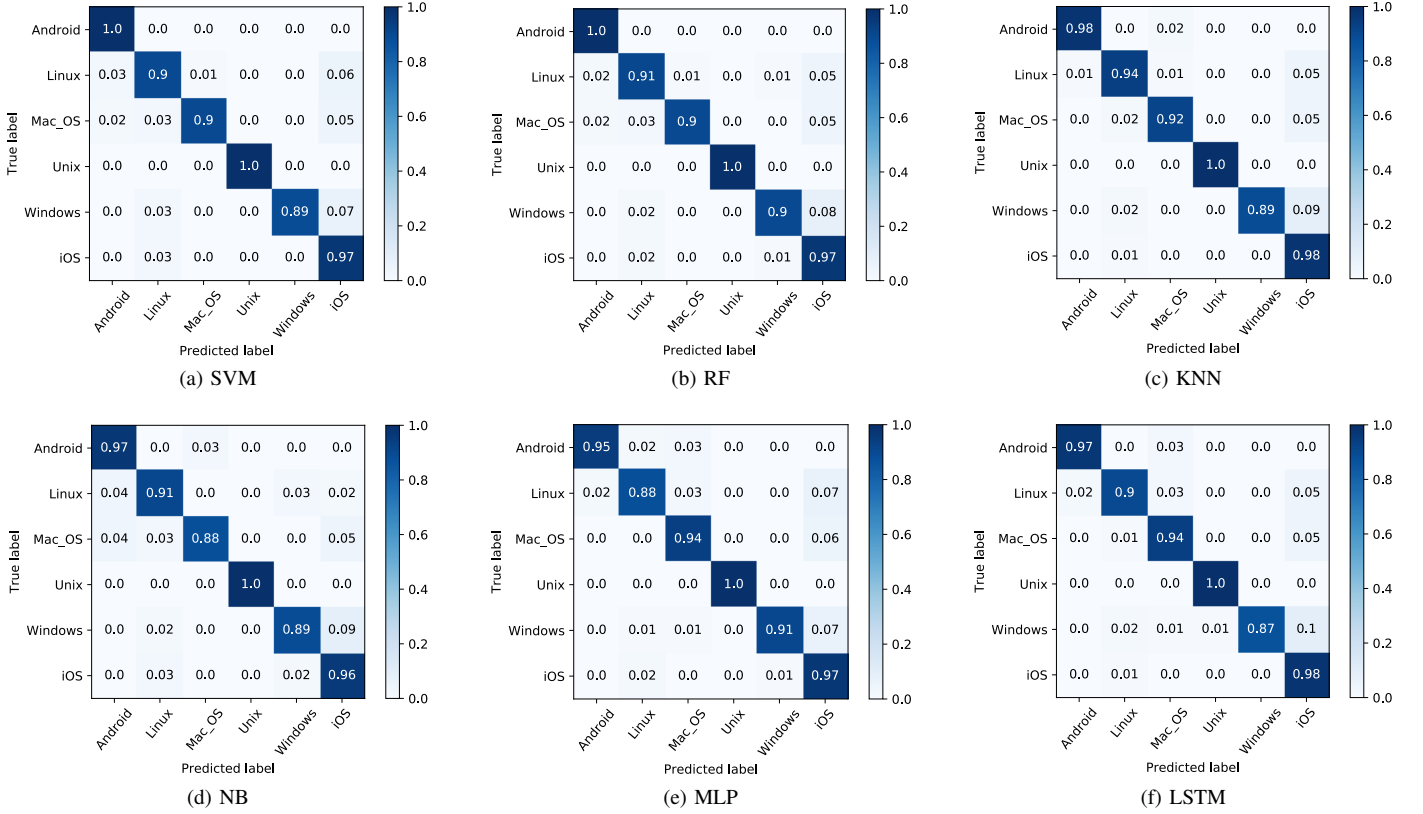 True label
Android 1.0 0.0 0.0 0.0 0.0 0.0
Linux 0.03 0.9 0.01 0.0 0.0 0.06
Mac_OS 0.02 0.03 0.9 0.0 0.0 0.05
Unix 0.0 0.0 0.0 1.0 0.0 0.0
Windows 0.0 0.03 0.0 0.0 0.89 0.07
iOS 0.0 0.03 0.0 0.0 0.0 0.97
Android Linux Mac_OS Unix Windows iOS
Predicted label
1.0
0.8
0.6
0.4
0.2
0.0
(a) SVM
True label
Android 1.0 0.0 0.0 0.0 0.0 0.0
Linux 0.02 0.91 0.01 0.0 0.01 0.05
Mac_OS 0.02 0.03 0.9 0.0 0.0 0.05
Unix 0.0 0.0 0.0 1.0 0.0 0.0
Windows 0.0 0.02 0.0 0.0 0.9 0.08
iOS 0.0 0.02 0.0 0.0 0.01 0.97
Android Linux Mac_OS Unix Windows iOS
Predicted label
1.0
0.8
0.6
0.4
0.2
0.0
(b) RF
True label
Android 0.98 0.0 0.02 0.0 0.0 0.0
Linux 0.01 0.94 0.01 0.0 0.0 0.05
Mac_OS 0.0 0.02 0.92 0.0 0.0 0.05
Unix 0.0 0.0 0.0 1.0 0.0 0.0
Windows 0.0 0.02 0.0 0.0 0.89 0.09
iOS 0.0 0.01 0.0 0.0 0.0 0.98
Android Linux Mac_OS Unix Windows iOS
Predicted label
1.0
0.8
0.6
0.4
0.2
0.0
(c) KNN
True label
Android 0.97 0.0 0.03 0.0 0.0 0.0
Linux 0.04 0.91 0.0 0.0 0.03 0.02
Mac_OS 0.04 0.03 0.88 0.0 0.0 0.05
Unix 0.0 0.0 0.0 1.0 0.0 0.0
Windows 0.0 0.02 0.0 0.0 0.89 0.09
iOS 0.0 0.03 0.0 0.0 0.02 0.96
Android Linux Mac_OS Unix Windows iOS
Predicted label
1.0
0.8
0.6
0.4
0.2
0.0
(d) NB
True label
Android 0.95 0.02 0.03 0.0 0.0 0.0
Linux 0.02 0.88 0.03 0.0 0.0 0.07
Mac_OS 0.0 0.0 0.94 0.0 0.0 0.06
Unix 0.0 0.0 0.0 1.0 0.0 0.0
Windows 0.0 0.01 0.01 0.0 0.91 0.07
iOS 0.0 0.02 0.0 0.0 0.01 0.97
Android Linux Mac_OS Unix Windows iOS
Predicted label
1.0
0.8
0.6
0.4
0.2
0.0
(e) MLP
True label
Android 0.97 0.0 0.03 0.0 0.0 0.0
Linux 0.02 0.9 0.03 0.0 0.0 0.05
Mac_OS 0.0 0.01 0.94 0.0 0.0 0.05
Unix 0.0 0.0 0.0 1.0 0.0 0.0
Windows 0.0 0.02 0.01 0.01 0.87 0.1
iOS 0.0 0.01 0.0 0.0 0.0 0.98
Android Linux Mac_OS Unix Windows iOS
Predicted label
1.0
0.8
0.6
0.4
0.2
0.0
(f) LSTM